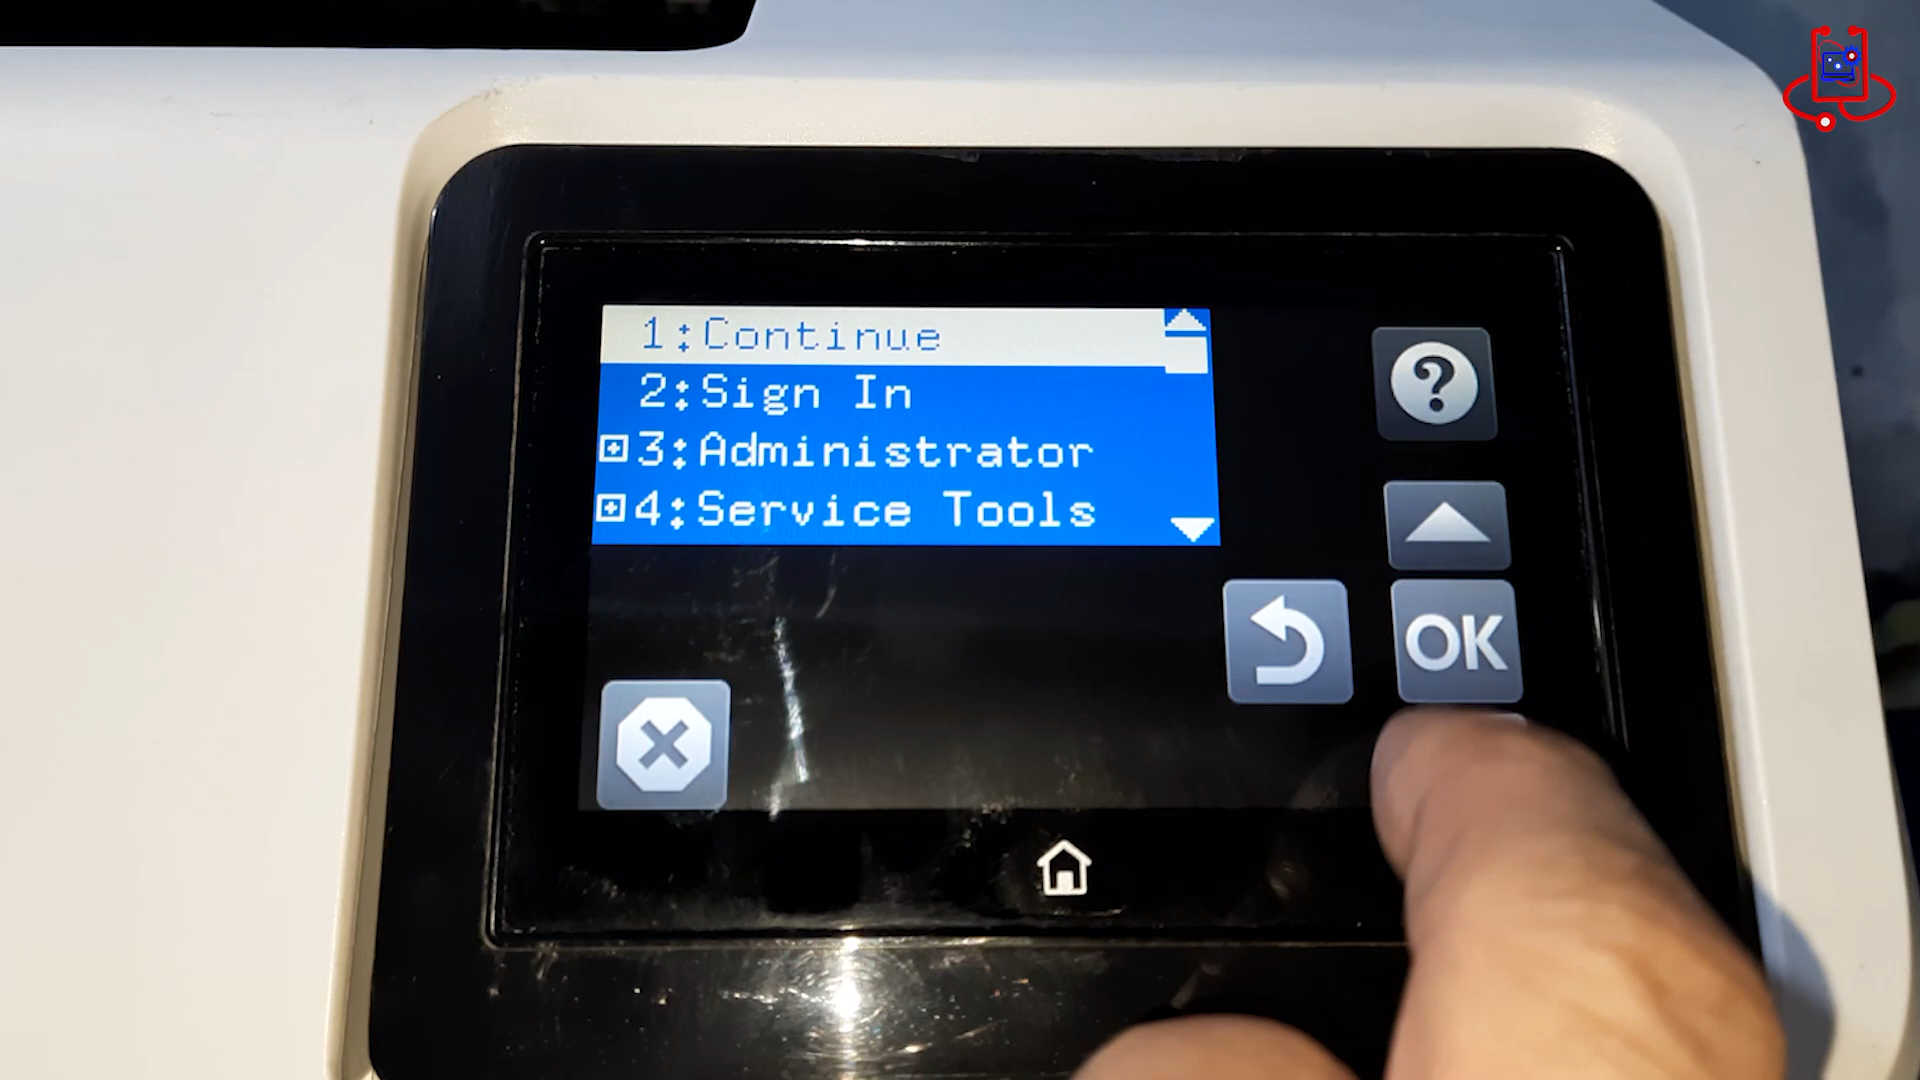 1:Continue
2:Sign In
+3:Administrator
+4:Service Tools
?
OK